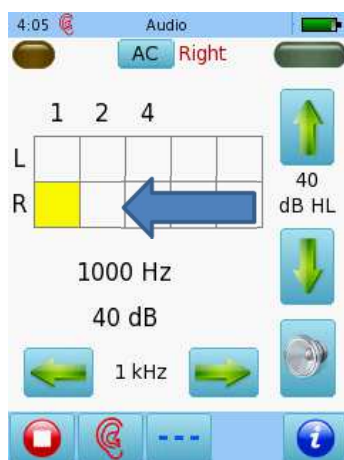 4:05 Audio
AC Right
1 2 4
L
R
40
dB HL
1000 Hz
40 dB
1 kHz
i